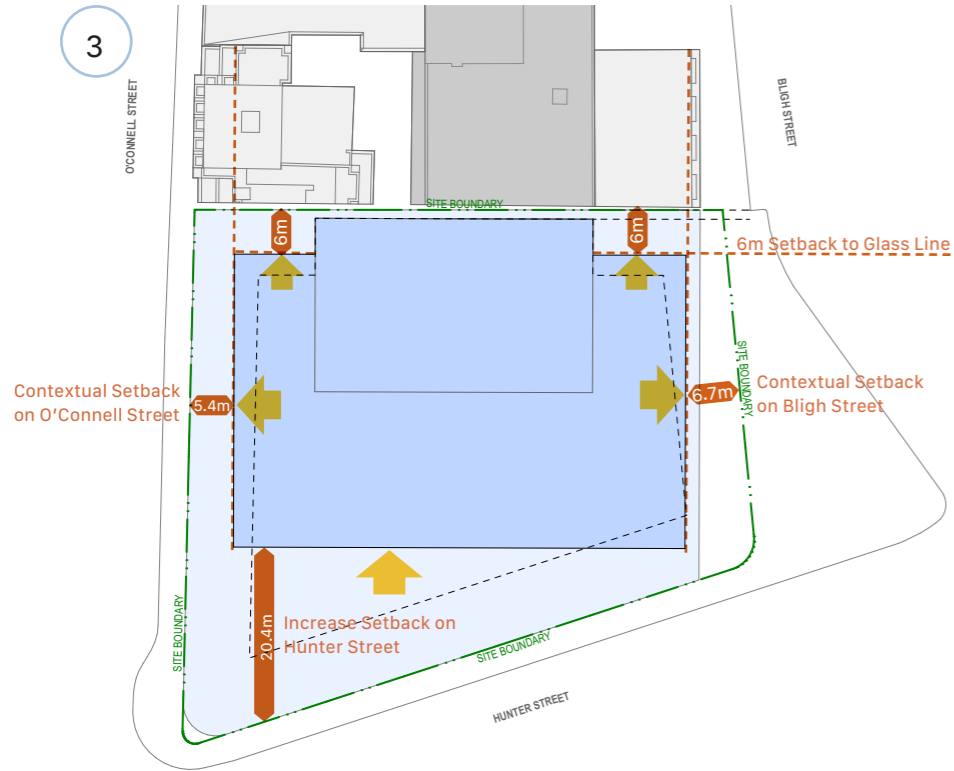 3
O'CONNELL STREET
BLIGH STREET
SITE BOUNDARY
6m
6m
6m Setback to Glass Line
SITE BOUNDARY
Contextual Setback
on O'Connell Street
5.4m
6.7m
Contextual Setback
on Bligh Street
20.4m
Increase Setback on
Hunter Street
SITE BOUNDARY
SITE BOUNDARY
HUNTER STREET